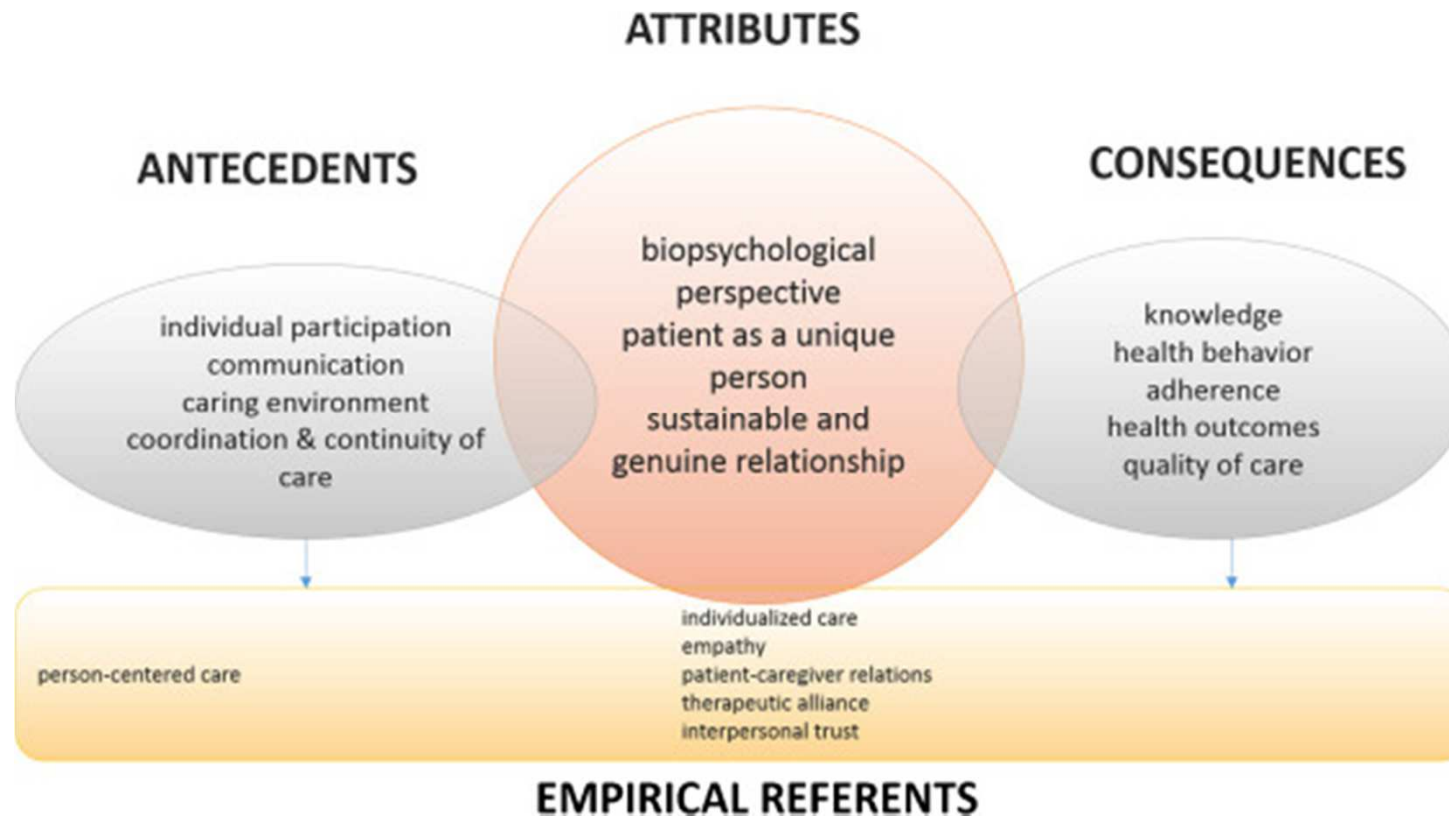 ATTRIBUTES
ANTECEDENTS
CONSEQUENCES
individual participation
communication
caring environment
coordination & continuity of
care
biopsychological
perspective
patient as a unique
person
sustainable and
genuine relationship
knowledge
health behavior
adherence
health outcomes
quality of care
person-centered care
individualized care
empathy
patient-caregiver relations
therapeutic alliance
interpersonal trust
EMPIRICAL REFERENTS